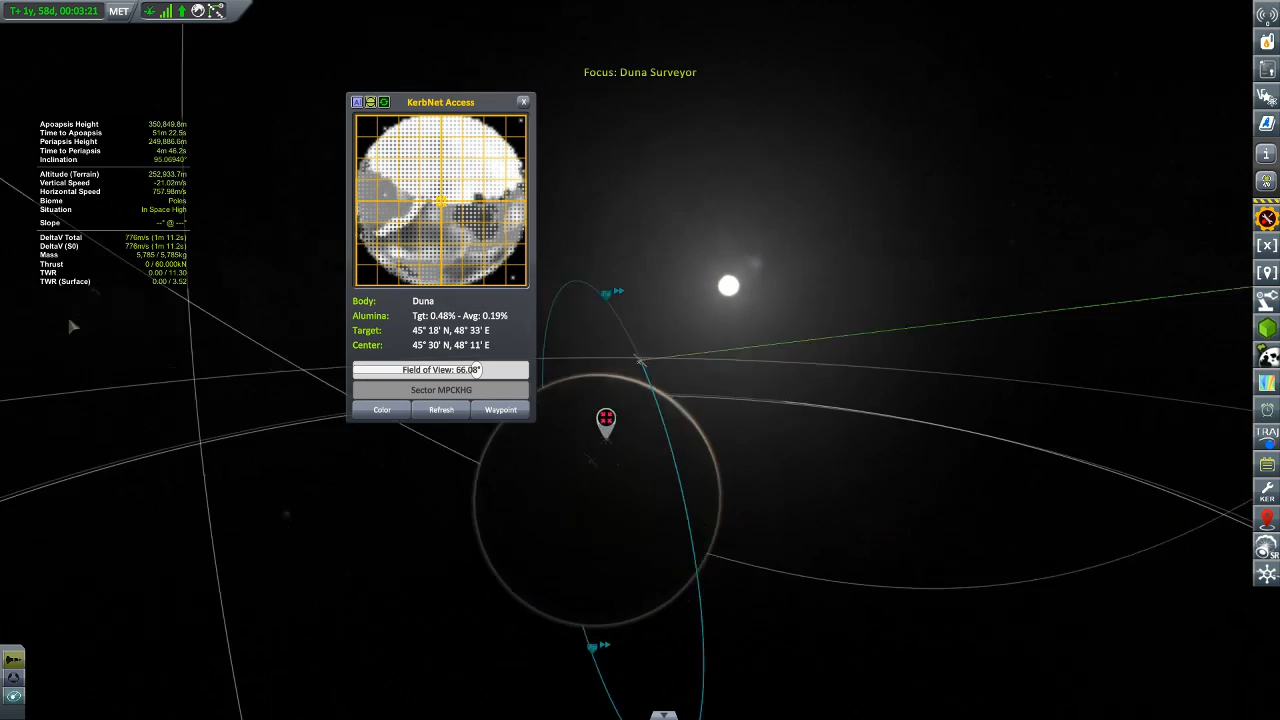 T+ 1y, 58d, 00:03:21 MET
Focus: Duna Surveyor
KerbNet Access X
Apoapsis Height 350,849.8m
Time to Apoapsis 51m 22.5s
Periapsis Height 249,886.6m
Time to Periapsis 4m 46.2s
Inclination 95.06940°
Altitude (Terrain) 252,933.7m
Vertical Speed -21.02m/s
Horizontal Speed 757.98m/s
Biome Poles
Situation In Space High
Slope --° @ ---°
DeltaV Total 776m/s (1m 11.2s)
DeltaV (S0) 776m/s (1m 11.2s)
Mass 5,785 / 5,785kg
Thrust 0 / 60.000kN
TWR 0.00 / 11.30
TWR (Surface) 0.00 / 3.52
Body: Duna
Alumina: Tgt: 0.48% - Avg: 0.19%
Target: 45° 18' N, 48° 33' E
Center: 45° 30' N, 48° 11' E
Field of View: 66.08°
Sector MPCKHG
Color Refresh Waypoint
A
i
[x]
TRAJ
KER
SR